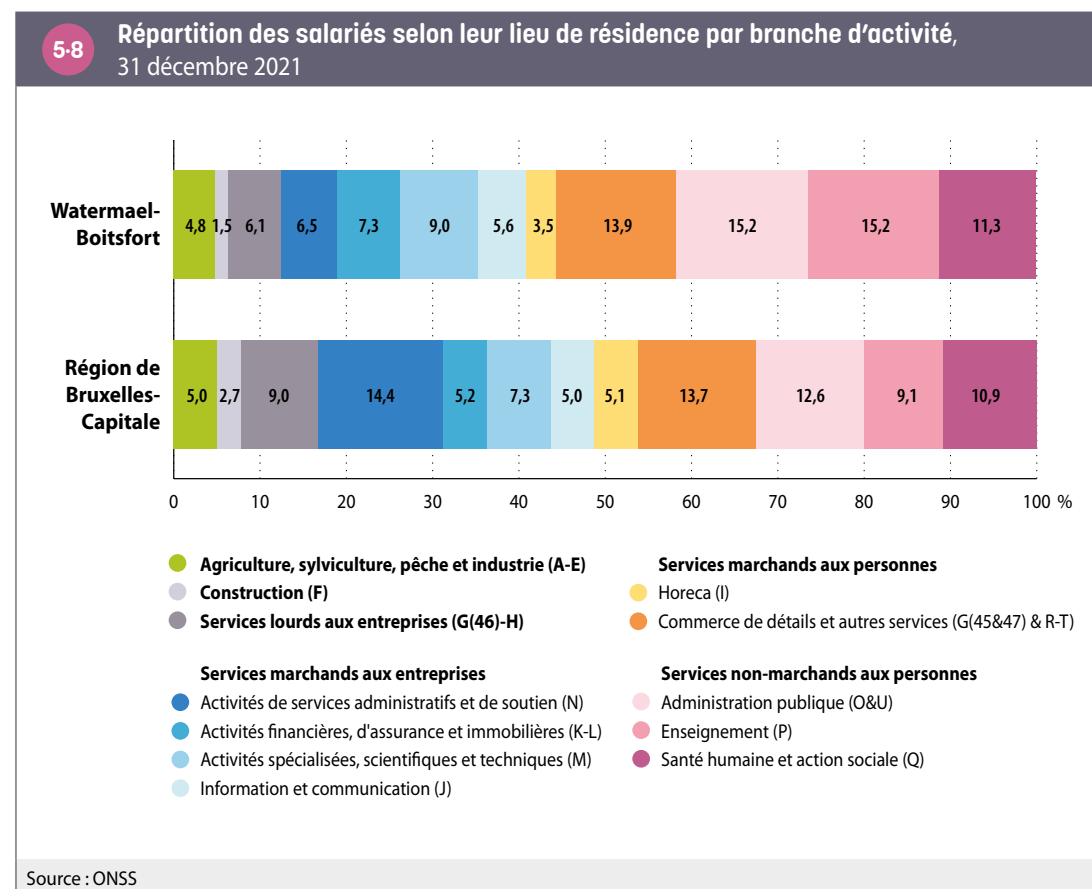 5·8
Répartition des salariés selon leur lieu de résidence par branche d'activité,
31 décembre 2021
Watermael-
Boitsfort
4,8 1,5 6,1 6,5 7,3 9,0 5,6 3,5 13,9 15,2 15,2 11,3
Région de
Bruxelles-
Capitale
5,0 2,7 9,0 14,4 5,2 7,3 5,0 5,1 13,7 12,6 9,1 10,9
0 10 20 30 40 50 60 70 80 90 100 %
Agriculture, sylviculture, pêche et industrie (A-E)
Construction (F)
Services lourds aux entreprises (G(46)-H)
Services marchands aux entreprises
Activités de services administratifs et de soutien (N)
Activités financières, d'assurance et immobilières (K-L)
Activités spécialisées, scientifiques et techniques (M)
Information et communication (J)
Services marchands aux personnes
Horeca (I)
Commerce de détails et autres services (G(45&47) & R-T)
Services non-marchands aux personnes
Administration publique (O&U)
Enseignement (P)
Santé humaine et action sociale (Q)
Source : ONSS